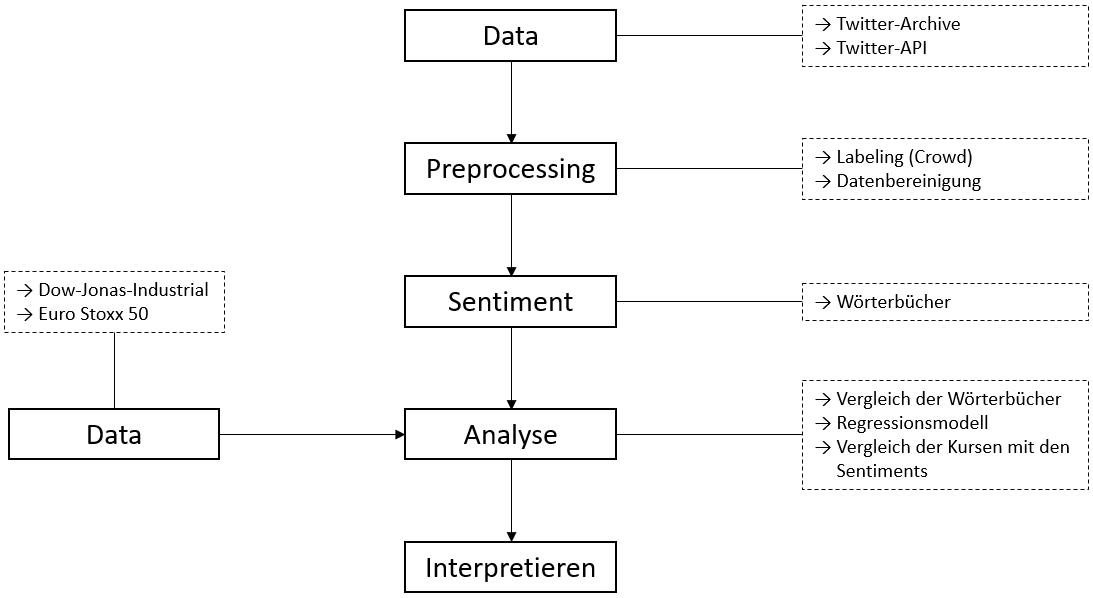 Data
→ Twitter-Archive
→ Twitter-API
Preprocessing
→ Labeling (Crowd)
→ Datenbereinigung
Sentiment
→ Wörterbücher
→ Dow-Jonas-Industrial
→ Euro Stoxx 50
Data
Analyse
→ Vergleich der Wörterbücher
→ Regressionsmodell
→ Vergleich der Kursen mit den
Sentiments
Interpretieren